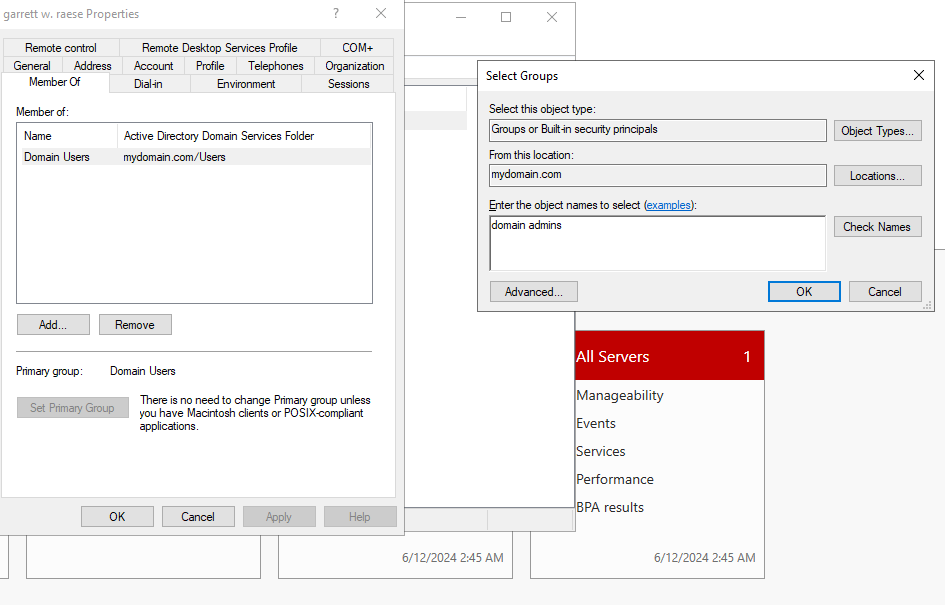 garrett w. raese Properties
?
Remote control
Remote Desktop Services Profile
COM+
General
Address
Account
Profile
Telephones
Organization
Member Of
Dial-in
Environment
Sessions
Member of:
Name
Active Directory Domain Services Folder
Domain Users
mydomain.com/Users
Add...
Remove
Primary group:
Domain Users
Set Primary Group
There is no need to change Primary group unless
you have Macintosh clients or POSIX-compliant
applications.
OK
Cancel
Apply
Help
Select Groups
Select this object type:
Groups or Built-in security principals
Object Types...
From this location:
mydomain.com
Locations...
Enter the object names to select (examples):
domain admins
Check Names
Advanced...
OK
Cancel
All Servers
1
Manageability
Events
Services
Performance
BPA results
6/12/2024 2:45 AM
6/12/2024 2:45 AM